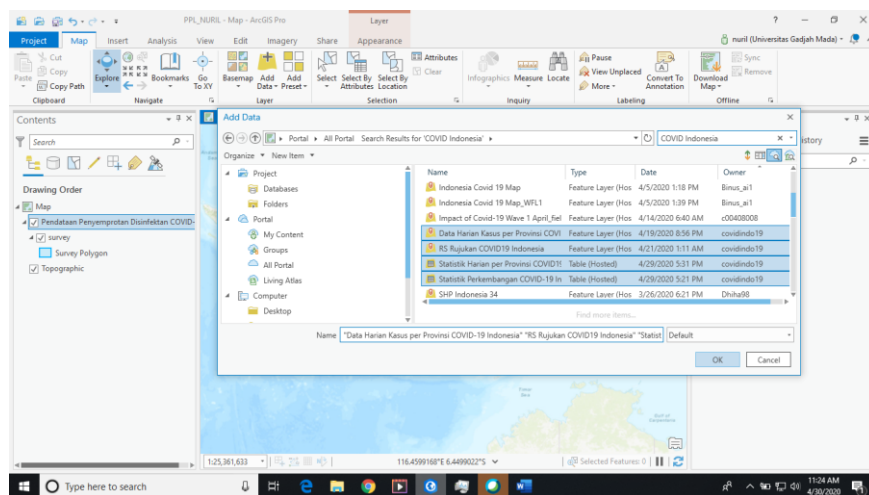 PPL_NURIL - Map - ArcGIS Pro
Layer
?
Project Map Insert Analysis View Edit Imagery Share Appearance
nuril (Universitas Gadjah Mada)
Cut
Copy
Paste
Copy Path
Clipboard
Explore
Bookmarks
Go To XY
Navigate
Basemap
Add Data
Add Preset
Layer
Select
Select By Attributes
Select By Location
Attributes
Clear
Selection
Infographics
Measure
Locate
Inquiry
Pause
View Unplaced
More
Convert To Annotation
Labeling
Download Map
Sync
Remove
Offline
Contents
Search
Drawing Order
Map
Pendataan Penyemprotan Disinfektan COVID-
survey
Survey Polygon
Topographic
Add Data
Portal All Portal Search Results for 'COVID Indonesia'
COVID Indonesia
istory
Organize New Item
Project
Databases
Folders
Portal
My Content
Groups
All Portal
Living Atlas
Computer
Desktop
Name Type Date Owner
Indonesia Covid 19 Map Feature Layer (Hos 4/5/2020 1:18 PM Binus_ai1
Indonesia Covid 19 Map_WFL1 Feature Layer (Hos 4/5/2020 1:39 PM Binus_ai1
Impact of Covid-19 Wave 1 April_fiel Feature Layer (Hos 4/14/2020 6:40 AM c00408008
Data Harian Kasus per Provinsi COVI Feature Layer (Hos 4/19/2020 8:56 PM covidindo19
RS Rujukan COVID19 Indonesia Feature Layer (Hos 4/21/2020 1:11 AM covidindo19
Statistik Harian per Provinsi COVID19 Table (Hosted) 4/29/2020 5:31 PM covidindo19
Statistik Perkembangan COVID-19 In Table (Hosted) 4/29/2020 5:21 PM covidindo19
SHP Indonesia 34 Feature Layer (Hos 3/26/2020 6:21 PM Dhiha98
Find more items...
Name "Data Harian Kasus per Provinsi COVID-19 Indonesia" "RS Rujukan COVID19 Indonesia" "Statist Default
OK Cancel
1:25,361,633
116.4599168°E 6.4499022°S
Selected Features: 0
Type here to search
11:24 AM
4/30/2020